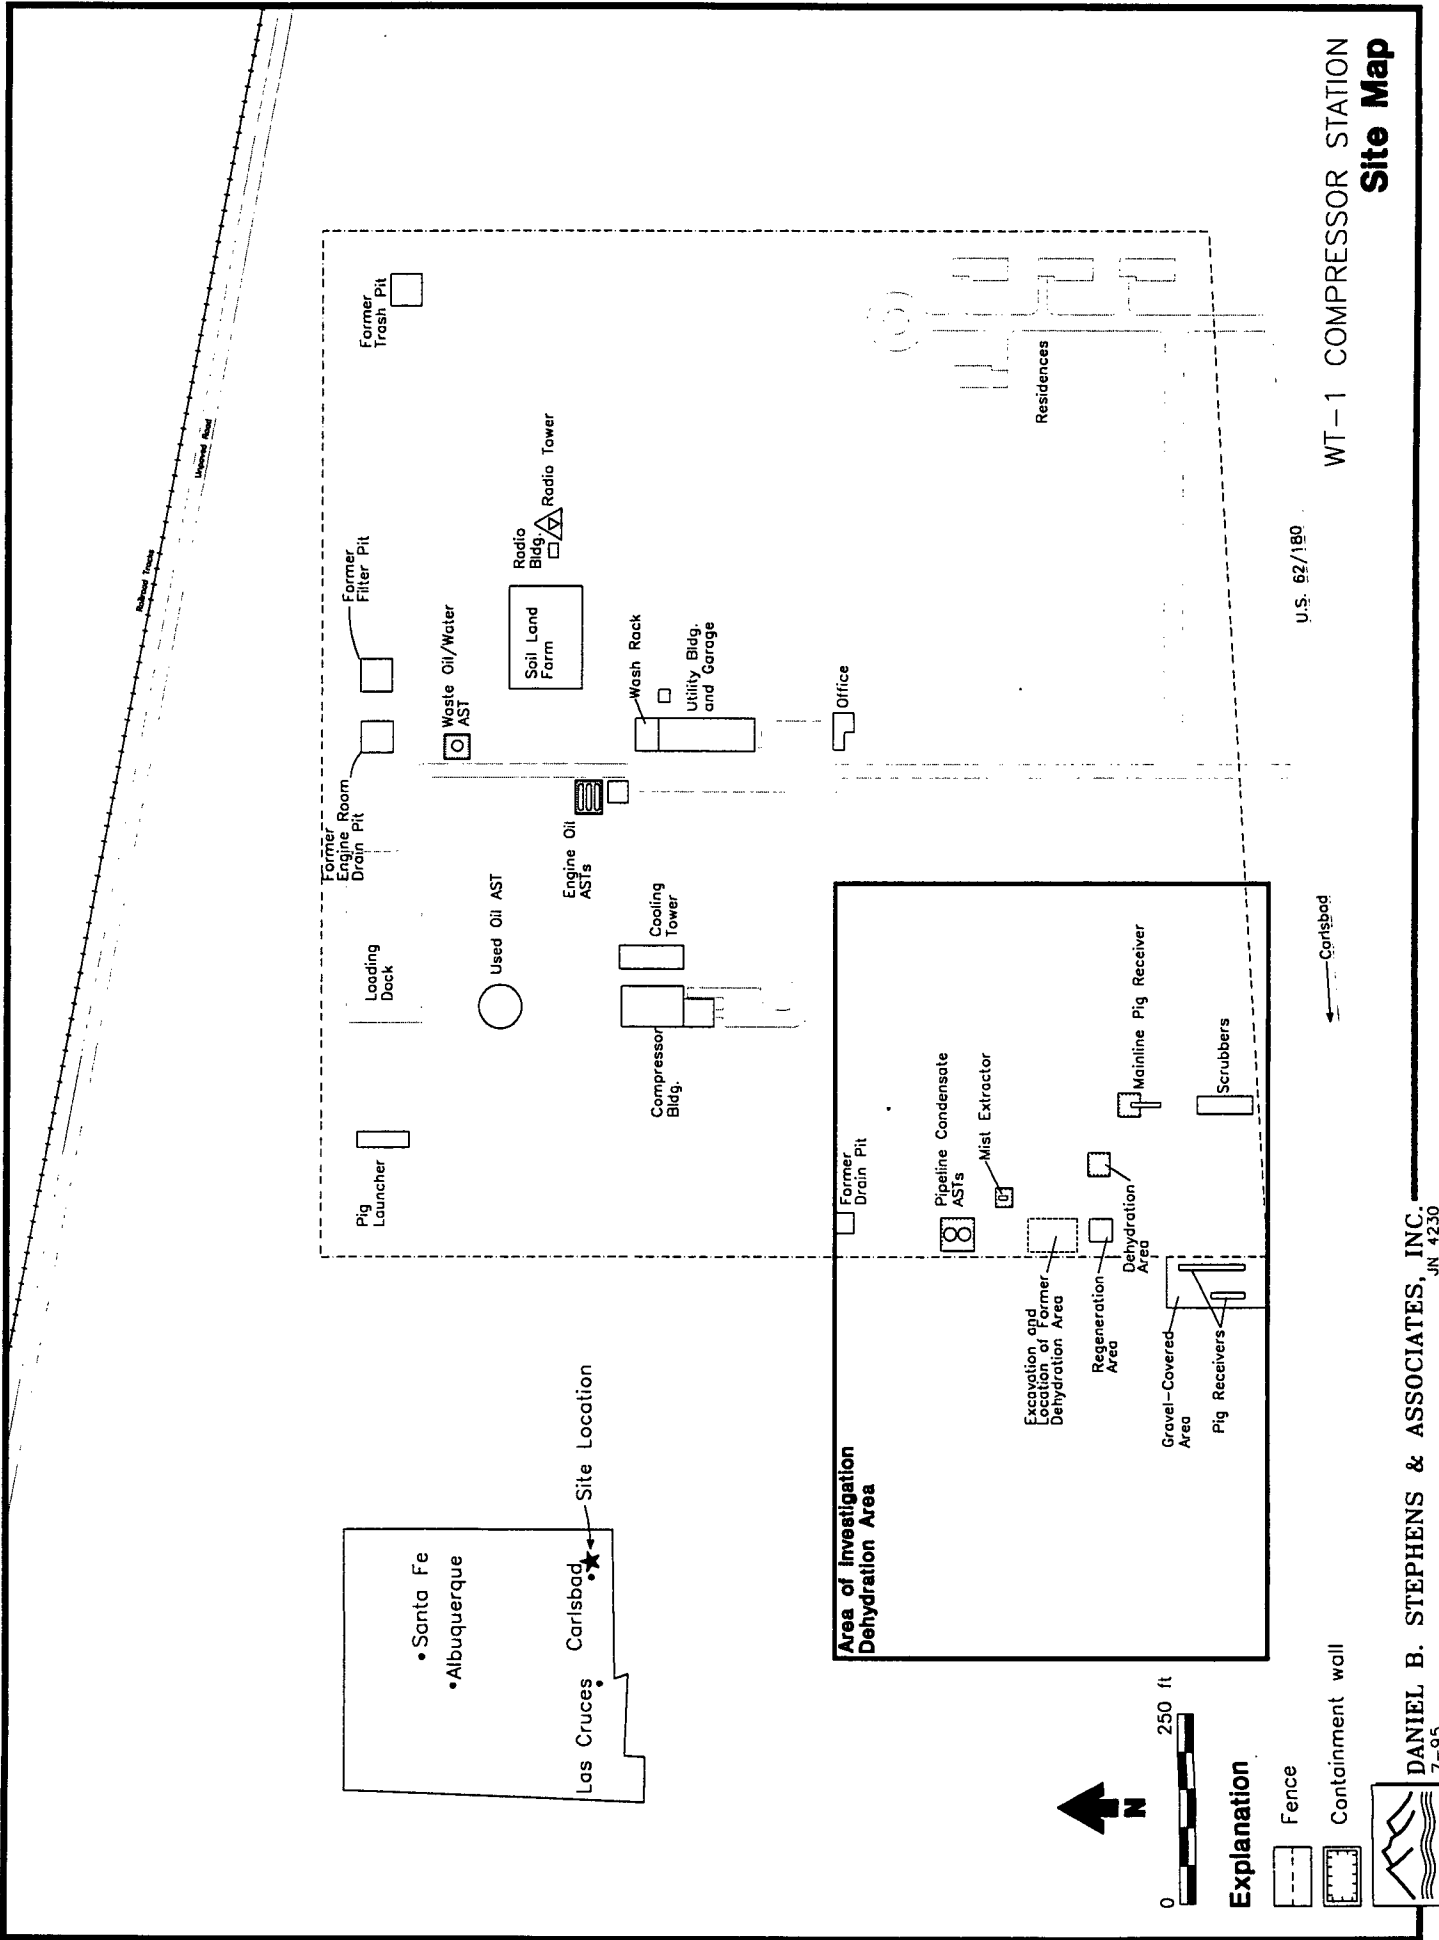 Railroad Tracks
Unpaved Road
Former
Trash Pit
Former
Filter Pit
Former
Engine Room
Drain Pit
Loading
Dock
Pig
Launcher
Waste Oil/Water
AST
Radio
Bldg.
Radio Tower
Soil Land
Farm
Used Oil AST
Engine Oil
ASTs
Wash Rack
Utility Bldg.
and Garage
Cooling
Tower
Compressor
Bldg.
Office
Residences
Santa Fe
Albuquerque
Carlsbad
Las Cruces
Site Location
Area of Investigation
Dehydration Area
Former
Drain Pit
Pipeline Condensate
ASTs
Mist Extractor
Excavation and
Location of Former
Dehydration Area
Regeneration
Area
Dehydration
Area
Mainline Pig Receiver
Gravel-Covered
Area
Pig Receivers
Scrubbers
U.S. 62/180
Carlsbad
N
0 250 ft
Explanation
Fence
Containment wall
WT-1 COMPRESSOR STATION
Site Map
DANIEL B. STEPHENS & ASSOCIATES, INC.
7-95 JN 4230